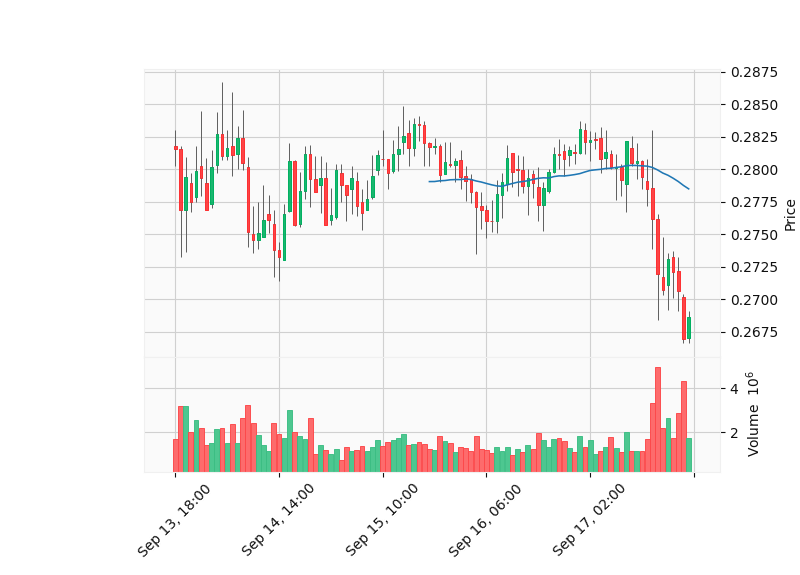 0.2875
0.2850
0.2825
0.2800
0.2775
0.2750
0.2725
0.2700
0.2675
Price
4
2
Volume 10^6
Sep 13, 18:00
Sep 14, 14:00
Sep 15, 10:00
Sep 16, 06:00
Sep 17, 02:00